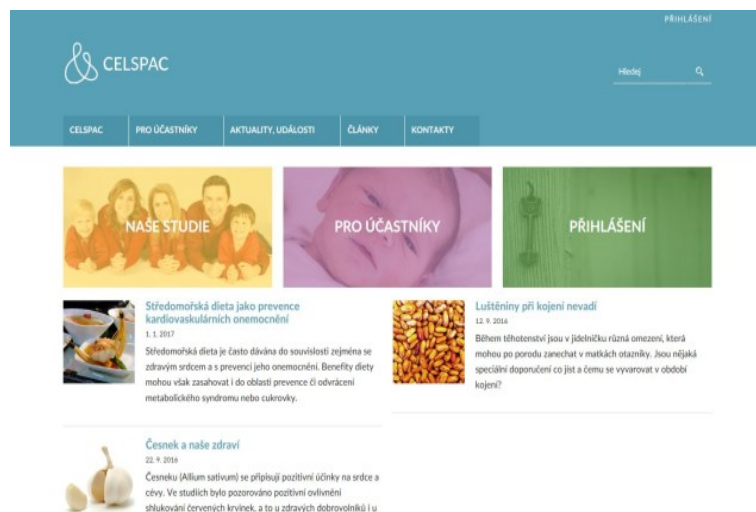 PŘIHLÁŠENÍ
CELSPAC
Hledej
CELSPAC
PRO ÚČASTNÍKY
AKTUALITY, UDÁLOSTI
ČLÁNKY
KONTAKTY
NAŠE STUDIE
PRO ÚČASTNÍKY
PŘIHLÁŠENÍ
Středomořská dieta jako prevence
kardiovaskulárních onemocnění
1. 1. 2017
Středomořská dieta je často dávána do souvislosti zejména se
zdravým srdcem a s prevencí jeho onemocnění. Benefity diety
mohou však zasahovat i do oblasti prevence či odvrácení
metabolického syndromu nebo cukrovky.
Luštěniny při kojení nevadí
12. 9. 2016
Během těhotenství jsou v jídelníčku různá omezení, která
mohou po porodu zanechat v matkách otazníky. Jsou nějaká
speciální doporučení co jíst a čemu se vyvarovat v období
kojení?
Česnek a naše zdraví
22. 9. 2016
Česneku (Allium sativum) se připisují pozitivní účinky na srdce a
cévy. Ve studiích bylo pozorováno pozitivní ovlivnění
shlukování červených krvinek, a to u zdravých dobrovolníků i u